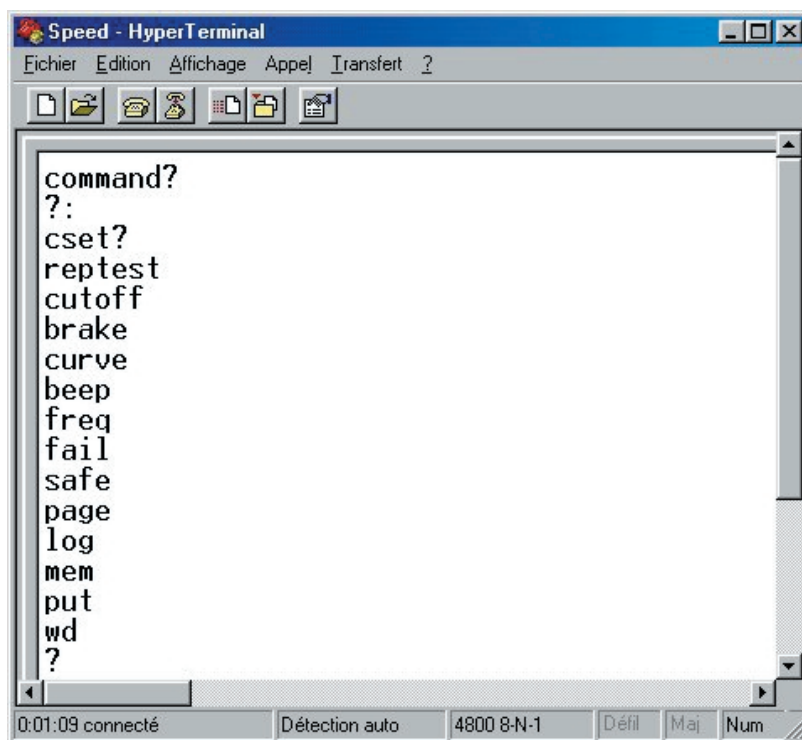 Speed - HyperTerminal
Fichier Edition Affichage Appel Transfert ?
command?
?:
cset?
reptest
cutoff
brake
curve
beep
freq
fail
safe
page
log
mem
put
wd
?
0:01:09 connecté Détection auto 4800 8-N-1 Défil Maj Num